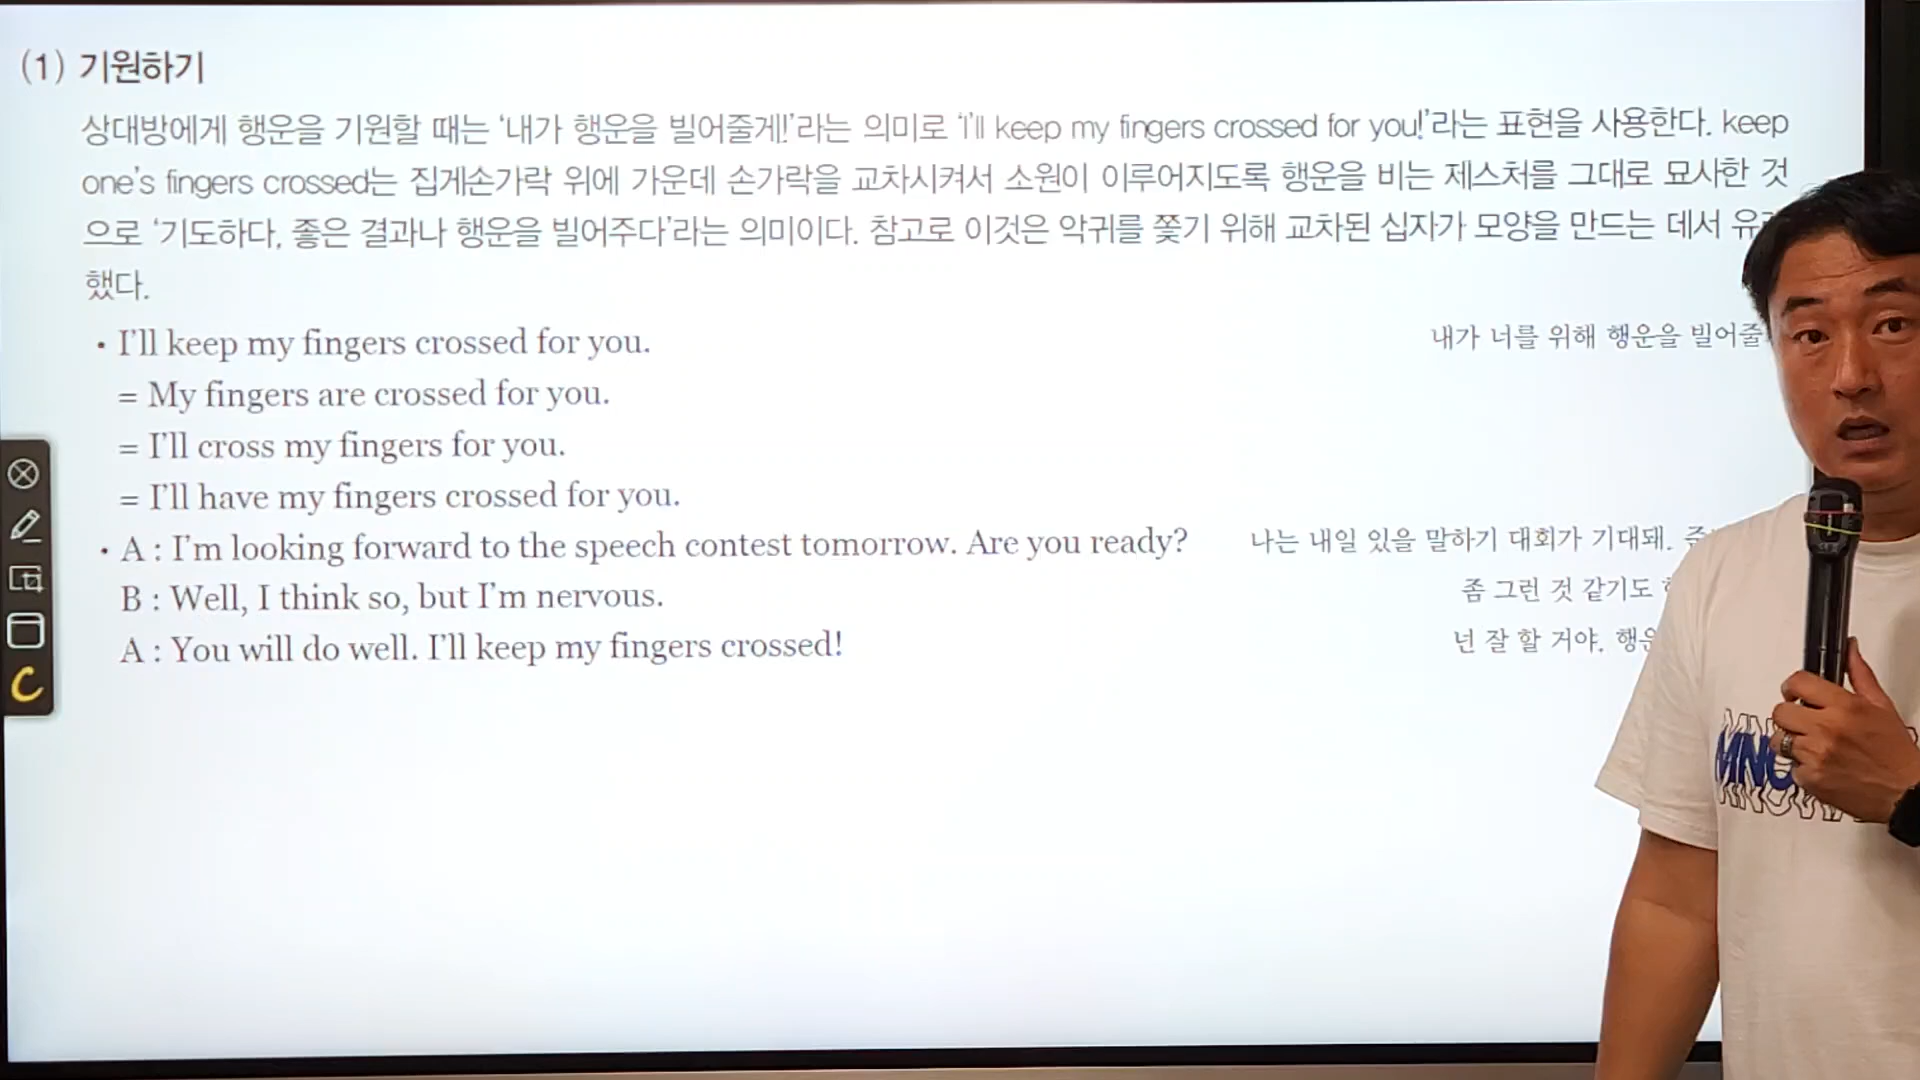 (1) 기원하기
상대방에게 행운을 기원할 때는 ‘내가 행운을 빌어줄게!’라는 의미로 ‘I’ll keep my fingers crossed for you!’라는 표현을 사용한다. keep
one’s fingers crossed는 집게손가락 위에 가운데 손가락을 교차시켜서 소원이 이루어지도록 행운을 비는 제스처를 그대로 묘사한 것
으로 ‘기도하다, 좋은 결과나 행운을 빌어주다’라는 의미이다. 참고로 이것은 악귀를 쫓기 위해 교차된 십자가 모양을 만드는 데서
했다.
• I’ll keep my fingers crossed for you. 내가 너를 위해 행운을
= My fingers are crossed for you.
= I’ll cross my fingers for you.
= I’ll have my fingers crossed for you.
• A : I’m looking forward to the speech contest tomorrow. Are you ready? 나는 내일 있을 말하기 대회가 기대돼.
B : Well, I think so, but I’m nervous. 좀 그런 것 같기도
A : You will do well. I’ll keep my fingers crossed! 넌 잘 할 거야.